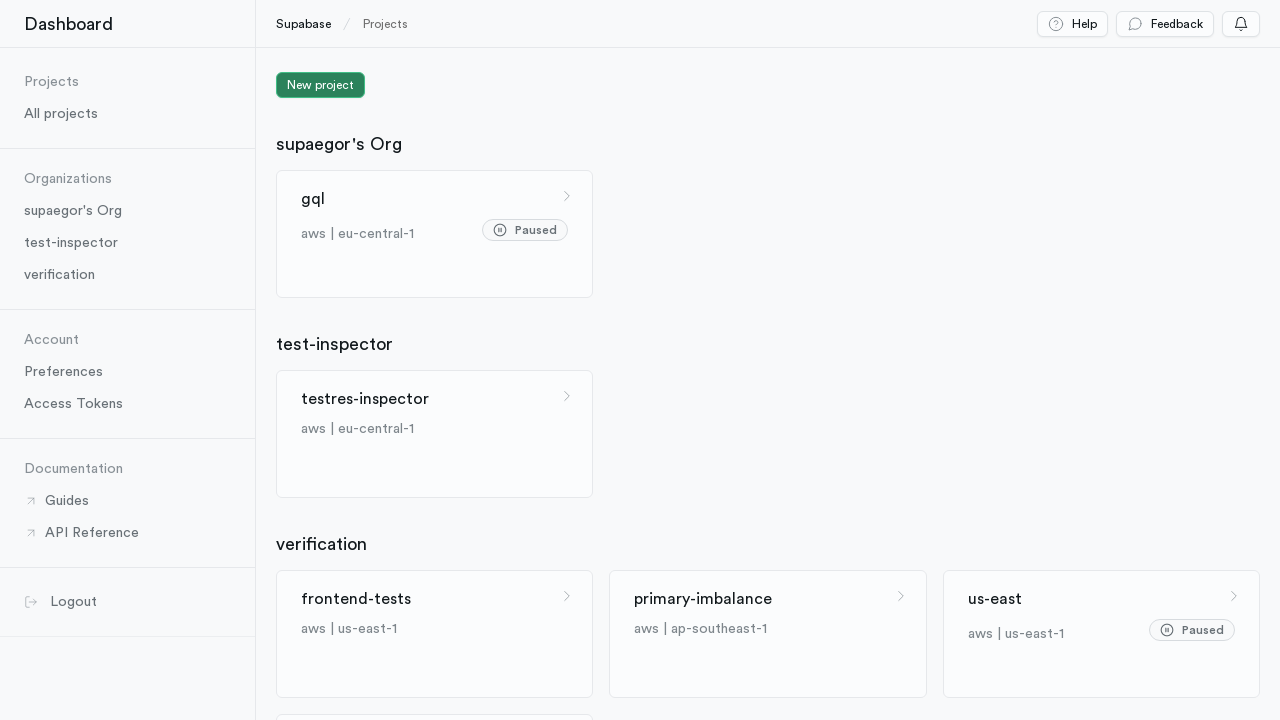 Dashboard
Supabase
Projects
Help
Feedback
Projects
All projects
Organizations
supaegor's Org
test-inspector
verification
Account
Preferences
Access Tokens
Documentation
Guides
API Reference
Logout
New project
supaegor's Org
gql
aws | eu-central-1
Paused
test-inspector
testres-inspector
aws | eu-central-1
verification
frontend-tests
aws | us-east-1
primary-imbalance
aws | ap-southeast-1
us-east
aws | us-east-1
Paused